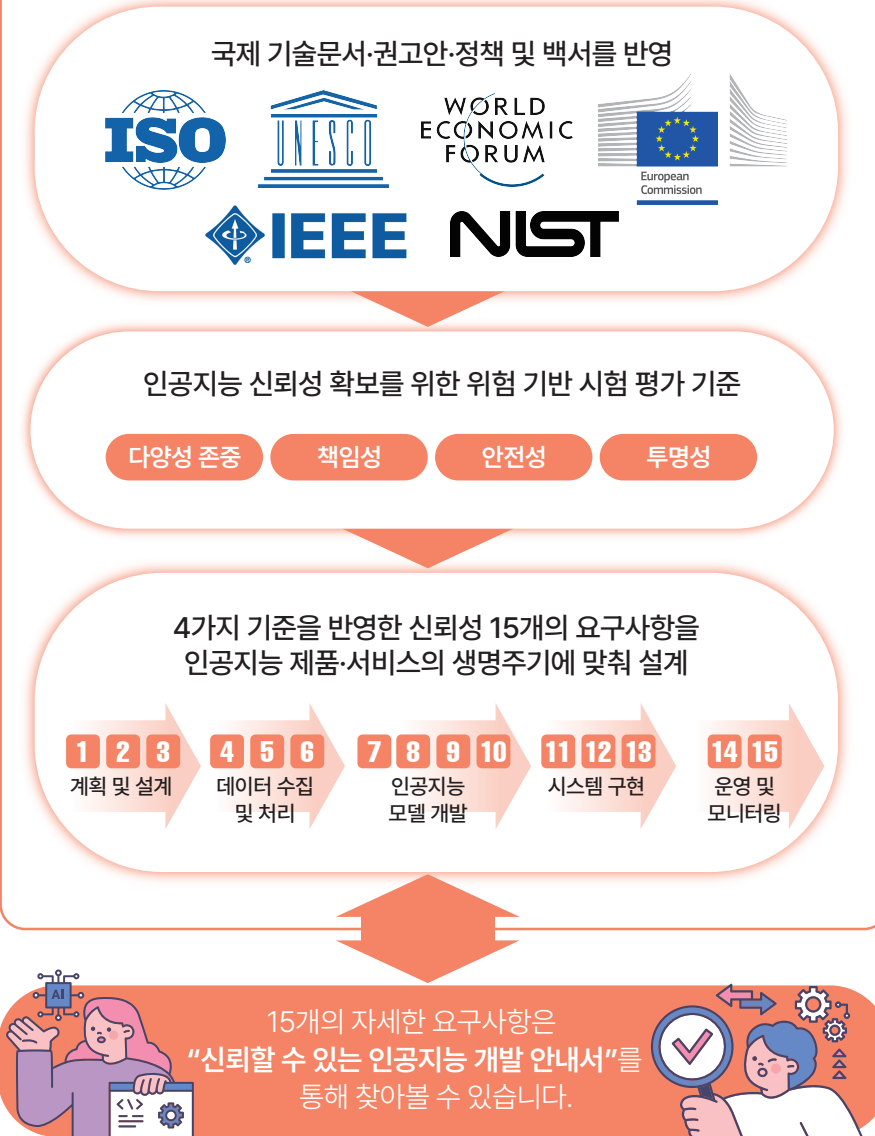 국제 기술문서·권고안·정책 및 백서를 반영
ISO
UNESCO
WORLD
ECONOMIC
FORUM
European
Commission
IEEE
®
NIST
인공지능 신뢰성 확보를 위한 위험 기반 시험 평가 기준
다양성 존중 책임성 안전성 투명성
4가지 기준을 반영한 신뢰성 15개의 요구사항을
인공지능 제품·서비스의 생명주기에 맞춰 설계
1 2 3
계획 및 설계
4 5 6
데이터 수집
및 처리
7 8 9 10
인공지능
모델 개발
11 12 13
시스템 구현
14 15
운영 및
모니터링
AI
15개의 자세한 요구사항은
“신뢰할 수 있는 인공지능 개발 안내서”를
통해 찾아볼 수 있습니다.